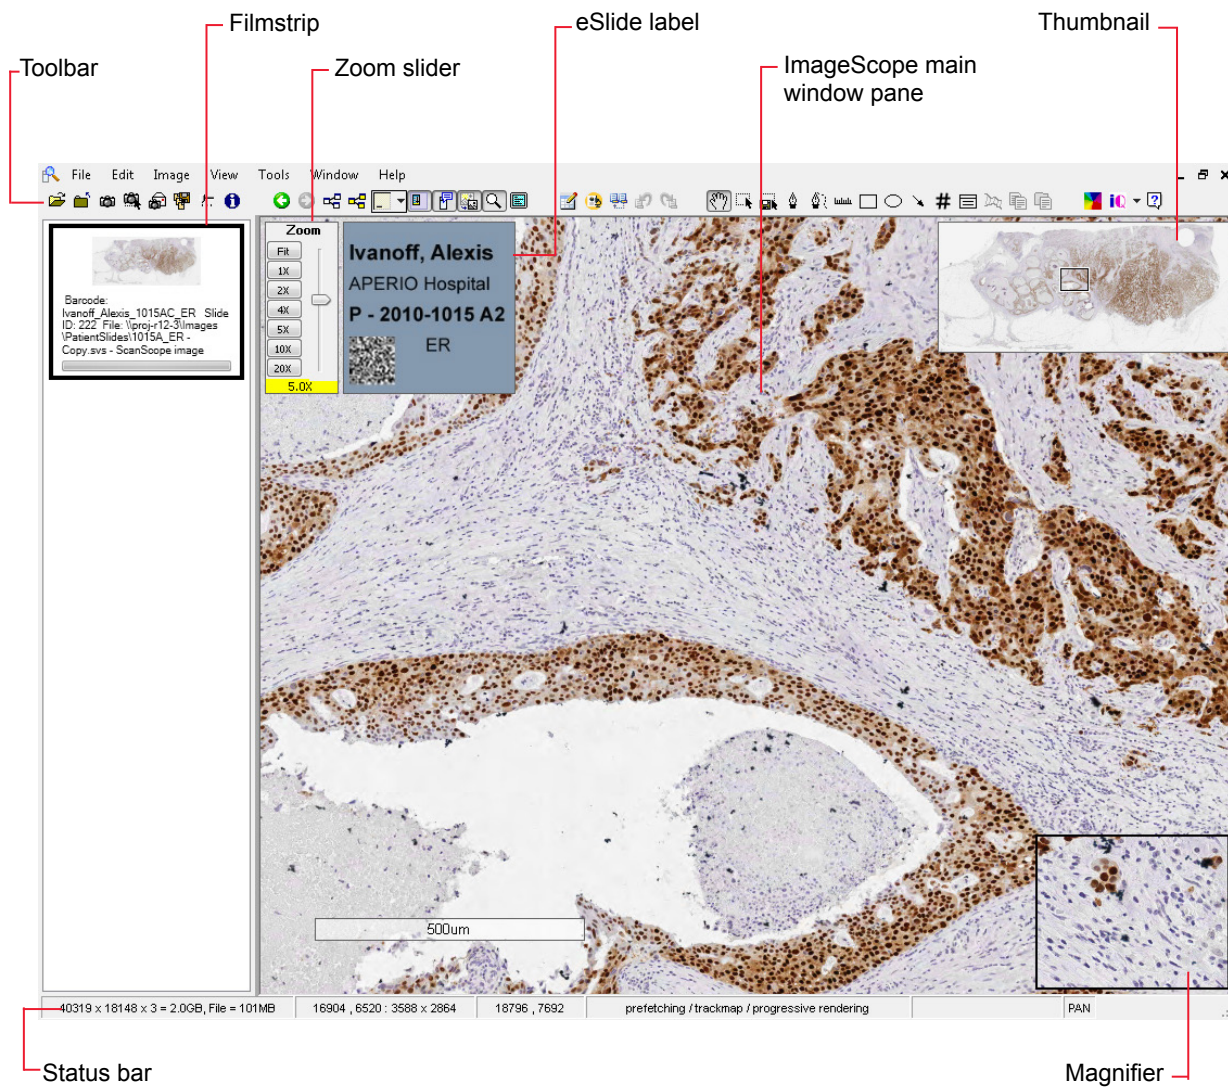 Filmstrip
eSlide label
Thumbnail
Toolbar
Zoom slider
ImageScope main
window pane
File Edit Image View Tools Window Help
iQ
Zoom
Fit
1X
2X
4X
5X
10X
20X
5.0X
Ivanoff, Alexis
APERIO Hospital
P - 2010-1015 A2
ER
Barcode:
Ivanoff_Alexis_1015AC_ER Slide
ID: 222 File: \\proj-r12-3\Images
\PatientSlides\1015A_ER -
Copy.svs - ScanScope image
500um
40319 x 18148 x 3 = 2.0GB, File = 101MB
16904 , 6520 : 3588 x 2864
18796 , 7692
prefetching / trackmap / progressive rendering
PAN
Status bar
Magnifier